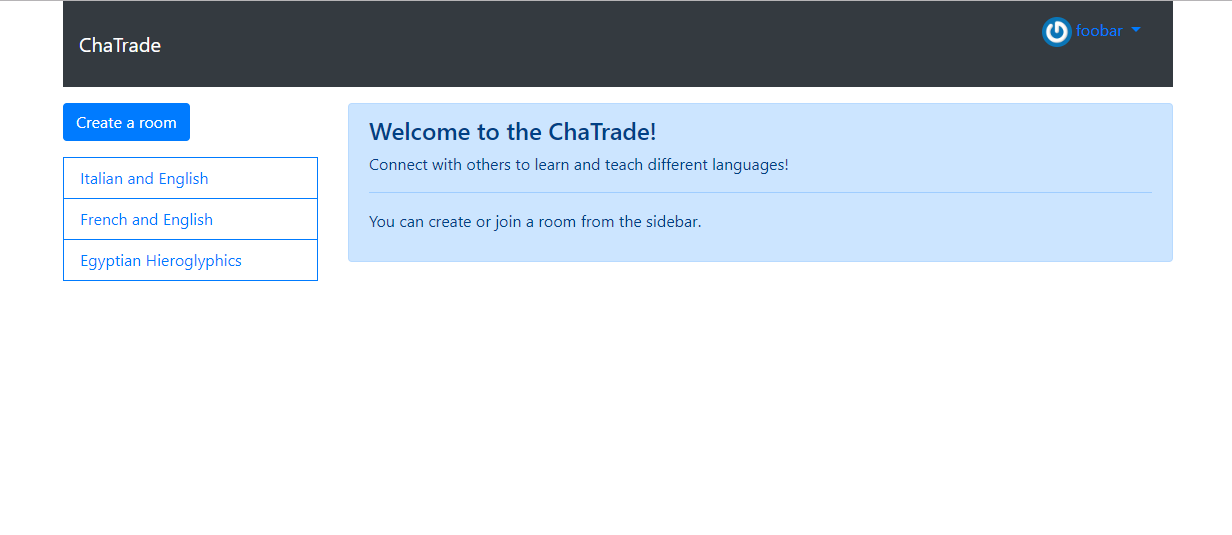 ChaTrade
foobar
Create a room
Italian and English
French and English
Egyptian Hieroglyphics
Welcome to the ChaTrade!
Connect with others to learn and teach different languages!
You can create or join a room from the sidebar.